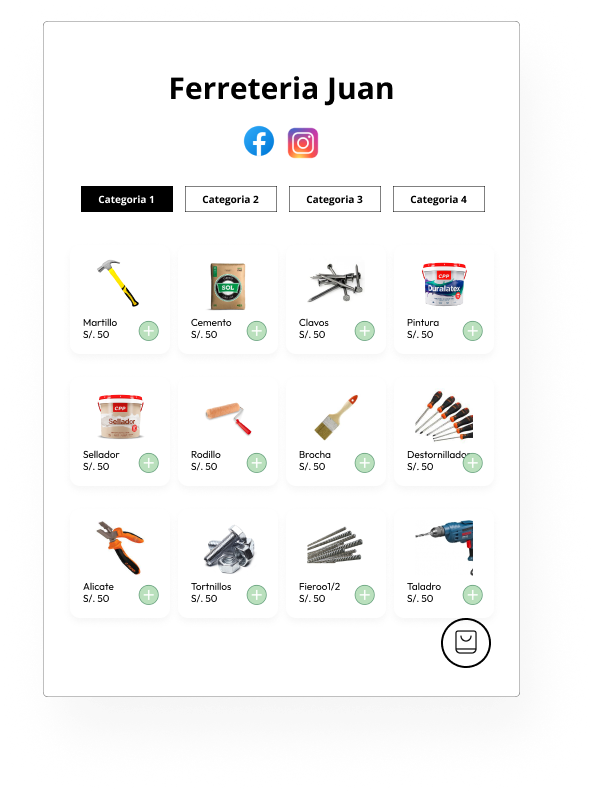 Ferreteria Juan
Categoria 1
Categoria 2
Categoria 3
Categoria 4
SOL
CPP
Duralatex
Martillo
S/. 50
Cemento
S/. 50
Clavos
S/. 50
Pintura
S/. 50
CPP
Sellador
Sellador
S/. 50
Rodillo
S/. 50
Brocha
S/. 50
Destornillador
S/. 50
Alicate
S/. 50
Tortnillos
S/. 50
Fieroo1/2
S/. 50
Taladro
S/. 50